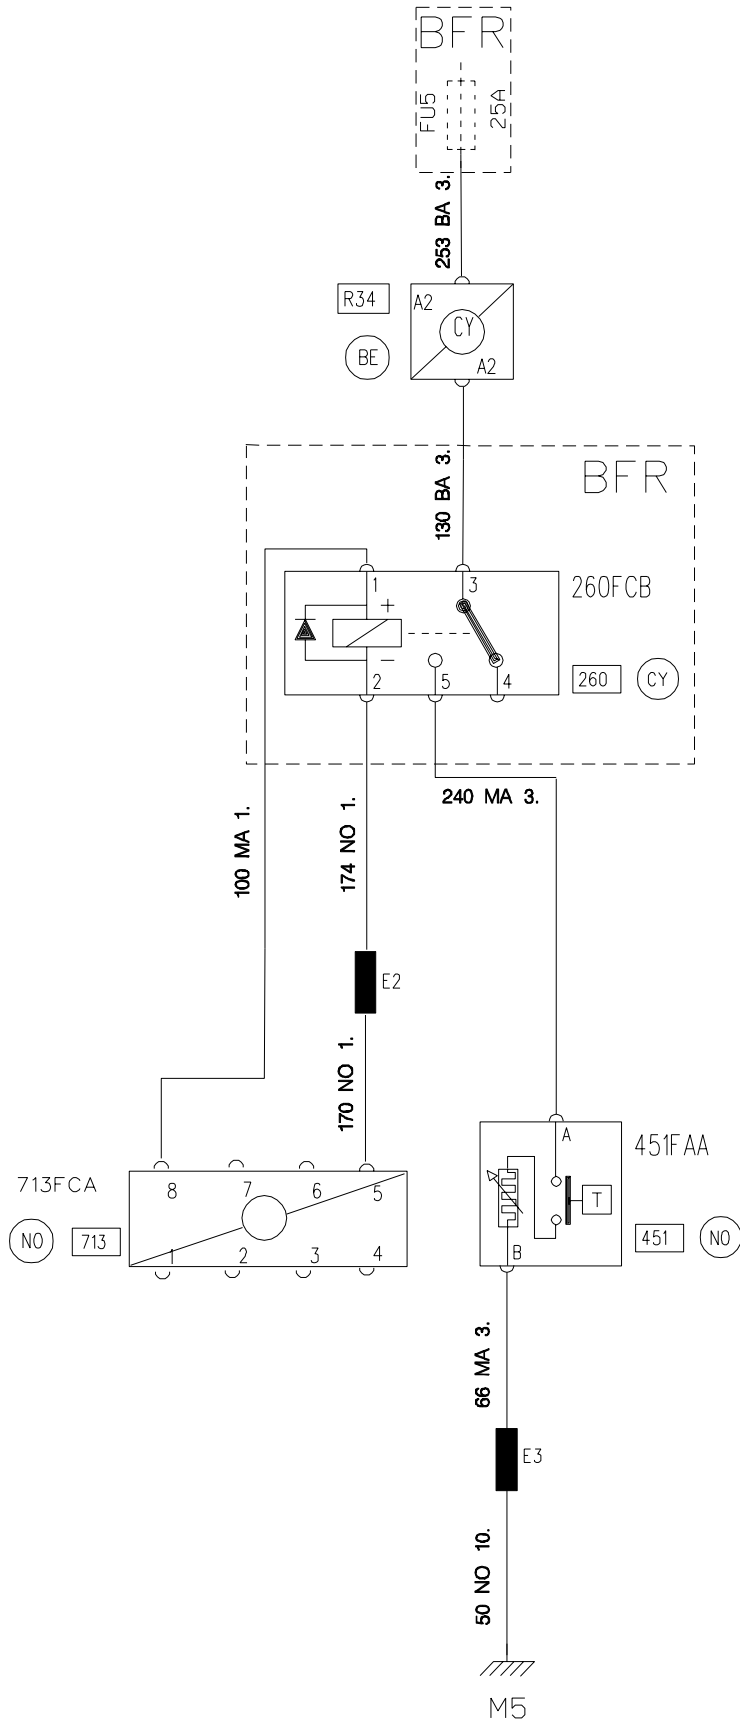 BFR
FU5
25A
253 BA 3.
R34
A2
CY
BE
A2
130 BA 3.
BFR
1
3
260FCB
+
–
2
5
4
260
CY
240 MA 3.
100 MA 1.
174 NO 1.
E2
170 NO 1.
A
451FAA
713FCA
8
7
6
5
T
NO
713
1
2
3
4
B
451
NO
66 MA 3.
E3
50 NO 10.
M5